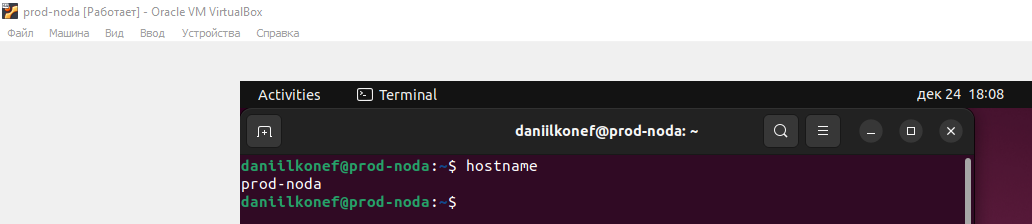 prod-noda [Работает] - Oracle VM VirtualBox
Файл Машина Вид Ввод Устройства Справка
Activities Terminal дек 24 18:08
daniilkonef@prod-noda: ~
daniilkonef@prod-noda:~$ hostname
prod-noda
daniilkonef@prod-noda:~$